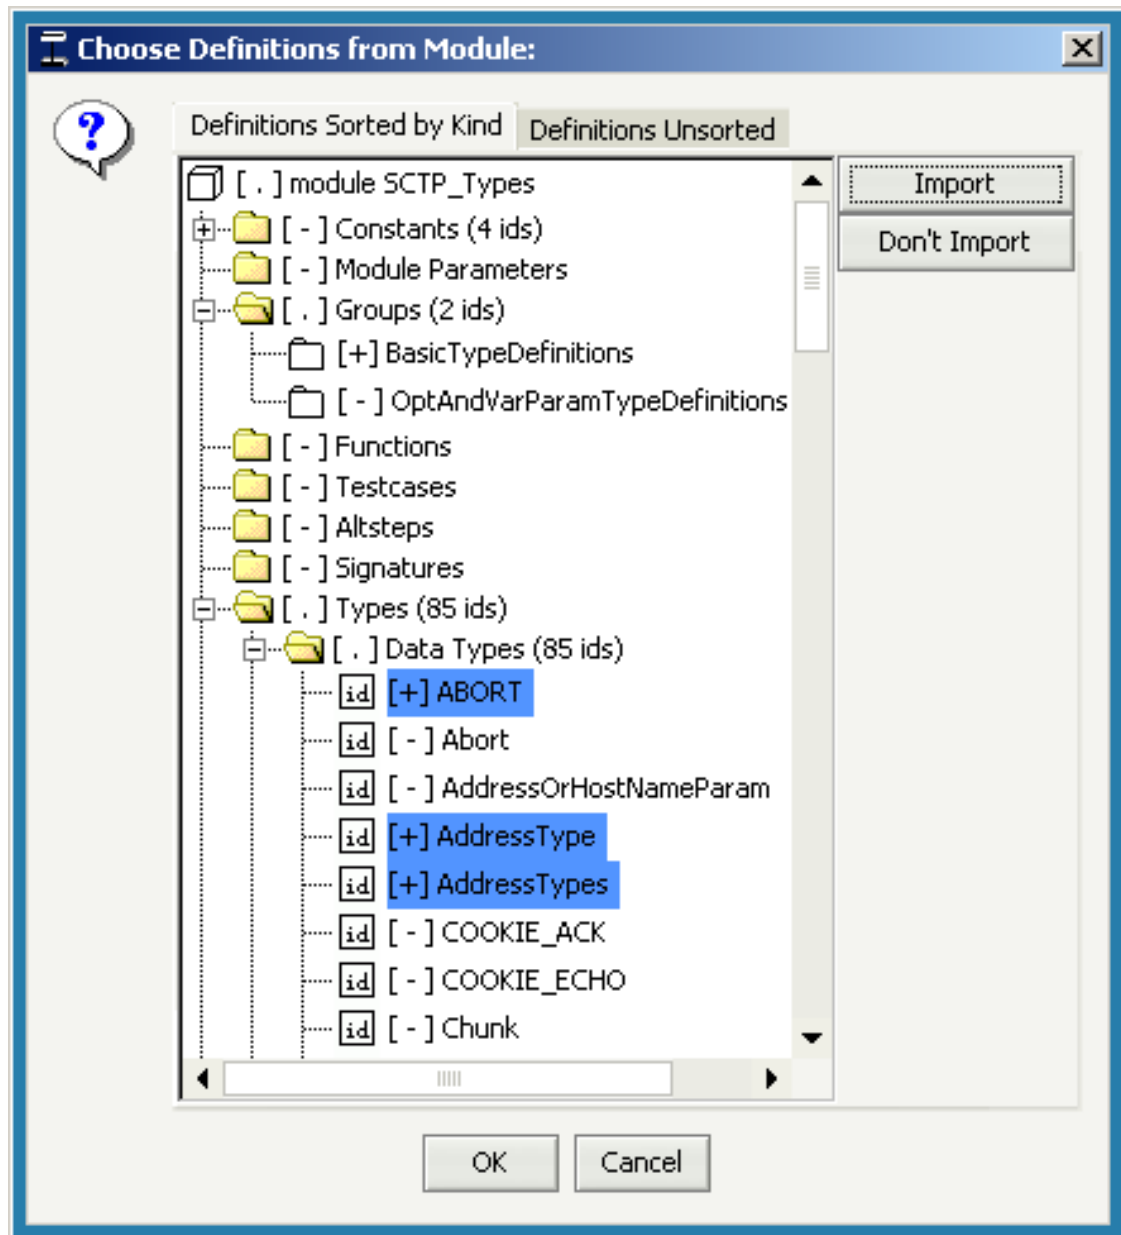 Choose Definitions from Module:
?
Definitions Sorted by Kind
Definitions Unsorted
[ . ] module SCTP_Types
Import
[ - ] Constants (4 ids)
Don't Import
[ - ] Module Parameters
[ . ] Groups (2 ids)
[+] BasicTypeDefinitions
[ - ] OptAndVarParamTypeDefinitions
[ - ] Functions
[ - ] Testcases
[ - ] Altsteps
[ - ] Signatures
[ . ] Types (85 ids)
[ . ] Data Types (85 ids)
id [+] ABORT
id [ - ] Abort
id [ - ] AddressOrHostNameParam
id [+] AddressType
id [+] AddressTypes
id [ - ] COOKIE_ACK
id [ - ] COOKIE_ECHO
id [ - ] Chunk
OK
Cancel